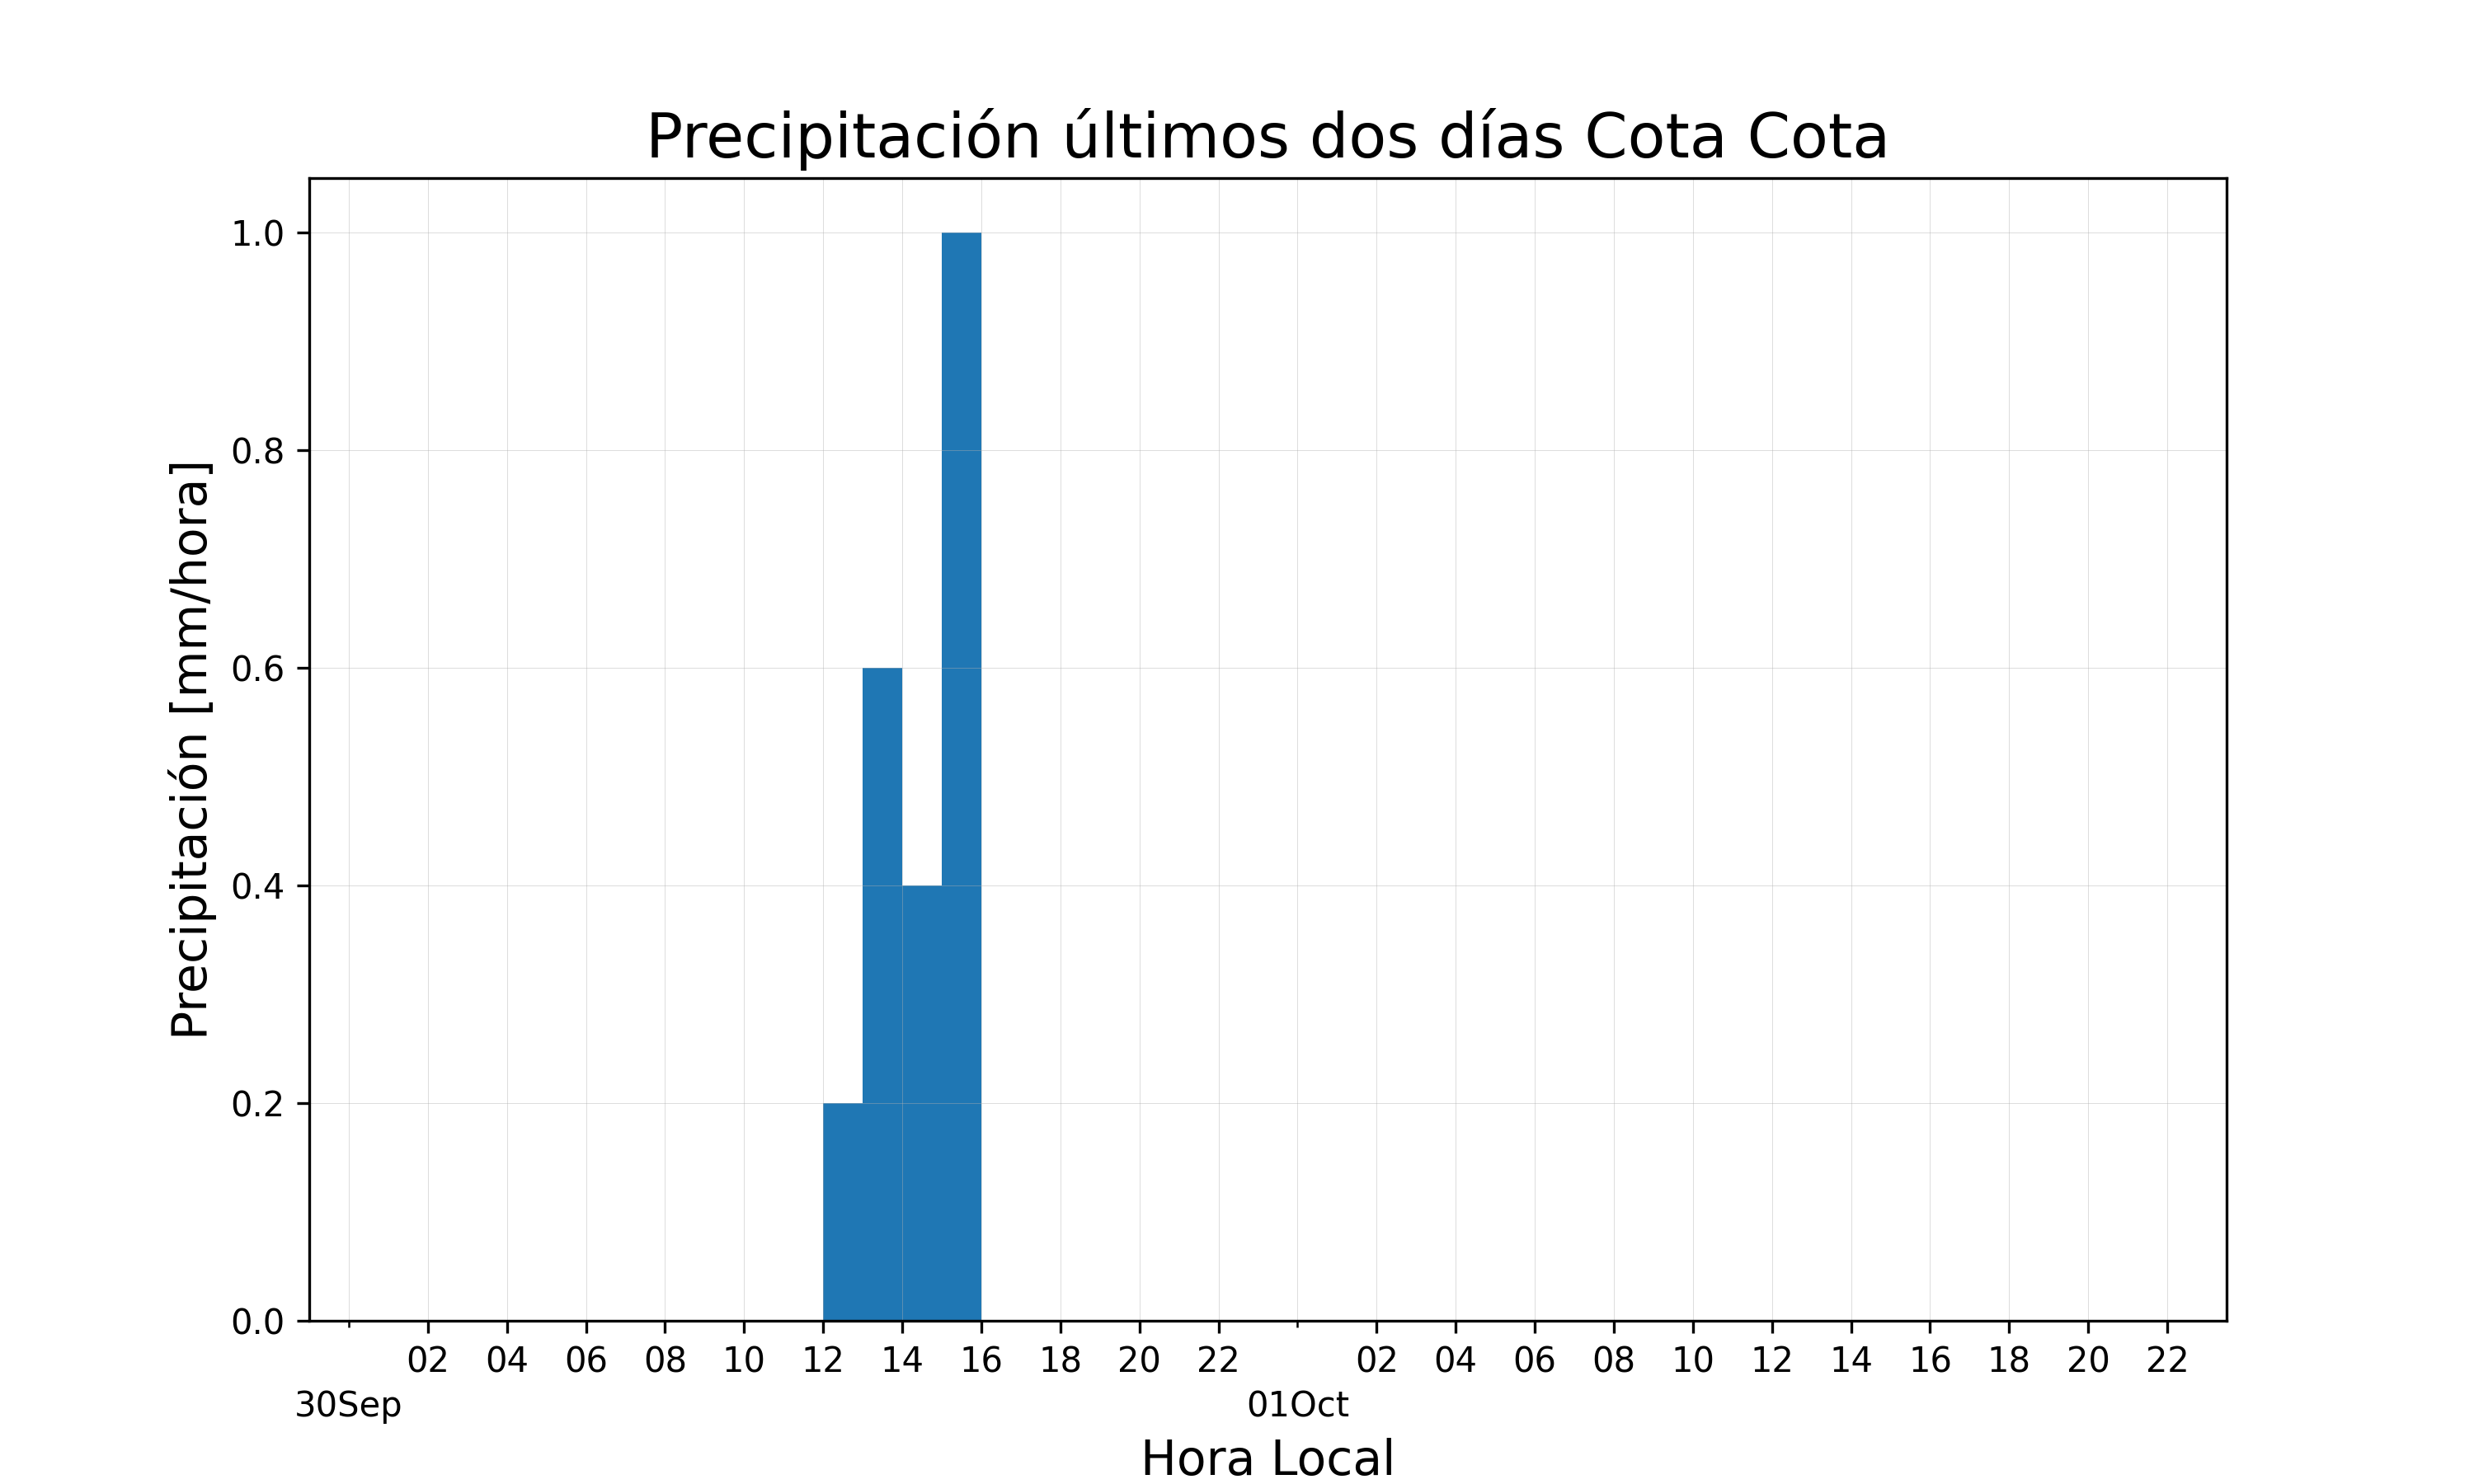 Precipitación últimos dos días Cota Cota
Precipitación [mm/hora]
1.0
0.8
0.6
0.4
0.2
0.0
02 04 06 08 10 12 14 16 18 20 22 02 04 06 08 10 12 14 16 18 20 22
30Sep 01Oct
Hora Local